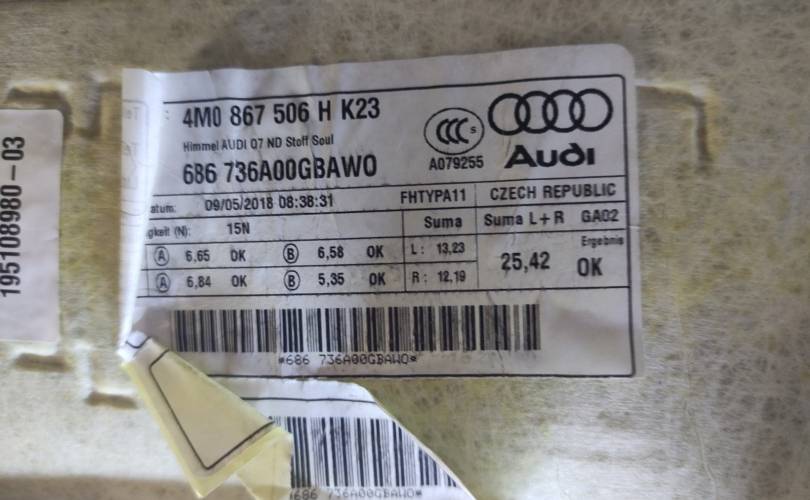 195108980-03
4M0 867 506 H K23
Himmel AUDI Q7 ND Stoff Soul
686 736A00GBAW0
CCC S
A079255
Audi
atum: 09/05/2018 08:38:31
FHTYPA11
CZECH REPUBLIC
gkeit (N): 15N
Suma
Suma L+R GA02
A 6,65 OK B 6,58 OK L: 13,23
A 6,84 OK B 5,35 OK R: 12,19
25,42
Ergebnis
OK
*686 736A00GBAW0*
686 736A00GBAW0*